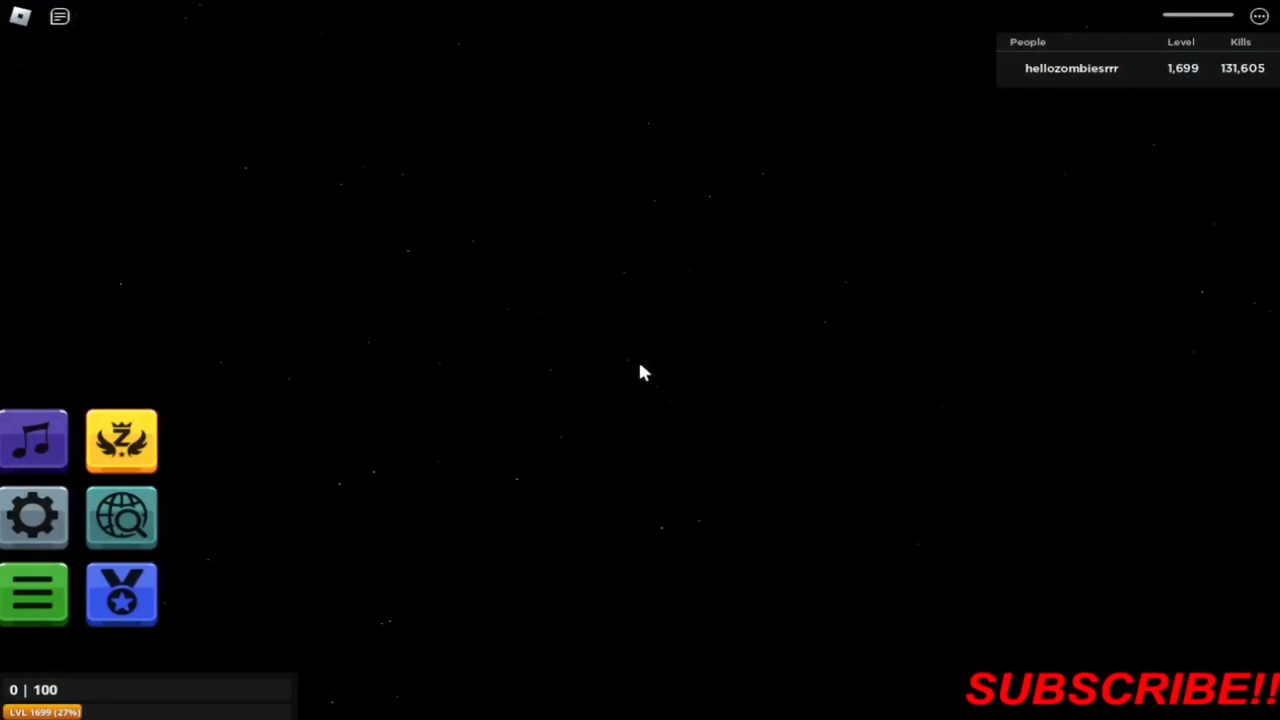 People Level Kills
hellozombiesrrr 1,699 131,605
Z
0 | 100
LVL 1699 (27%)
SUBSCRIBE!!